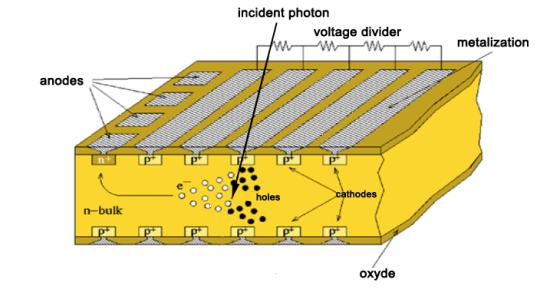 incident photon
voltage divider
metalization
anodes
n+ p+ p+ p+ p+ p+
e-
holes
cathodes
n-bulk
p+ p+ p+ p+ p+ p+
oxyde